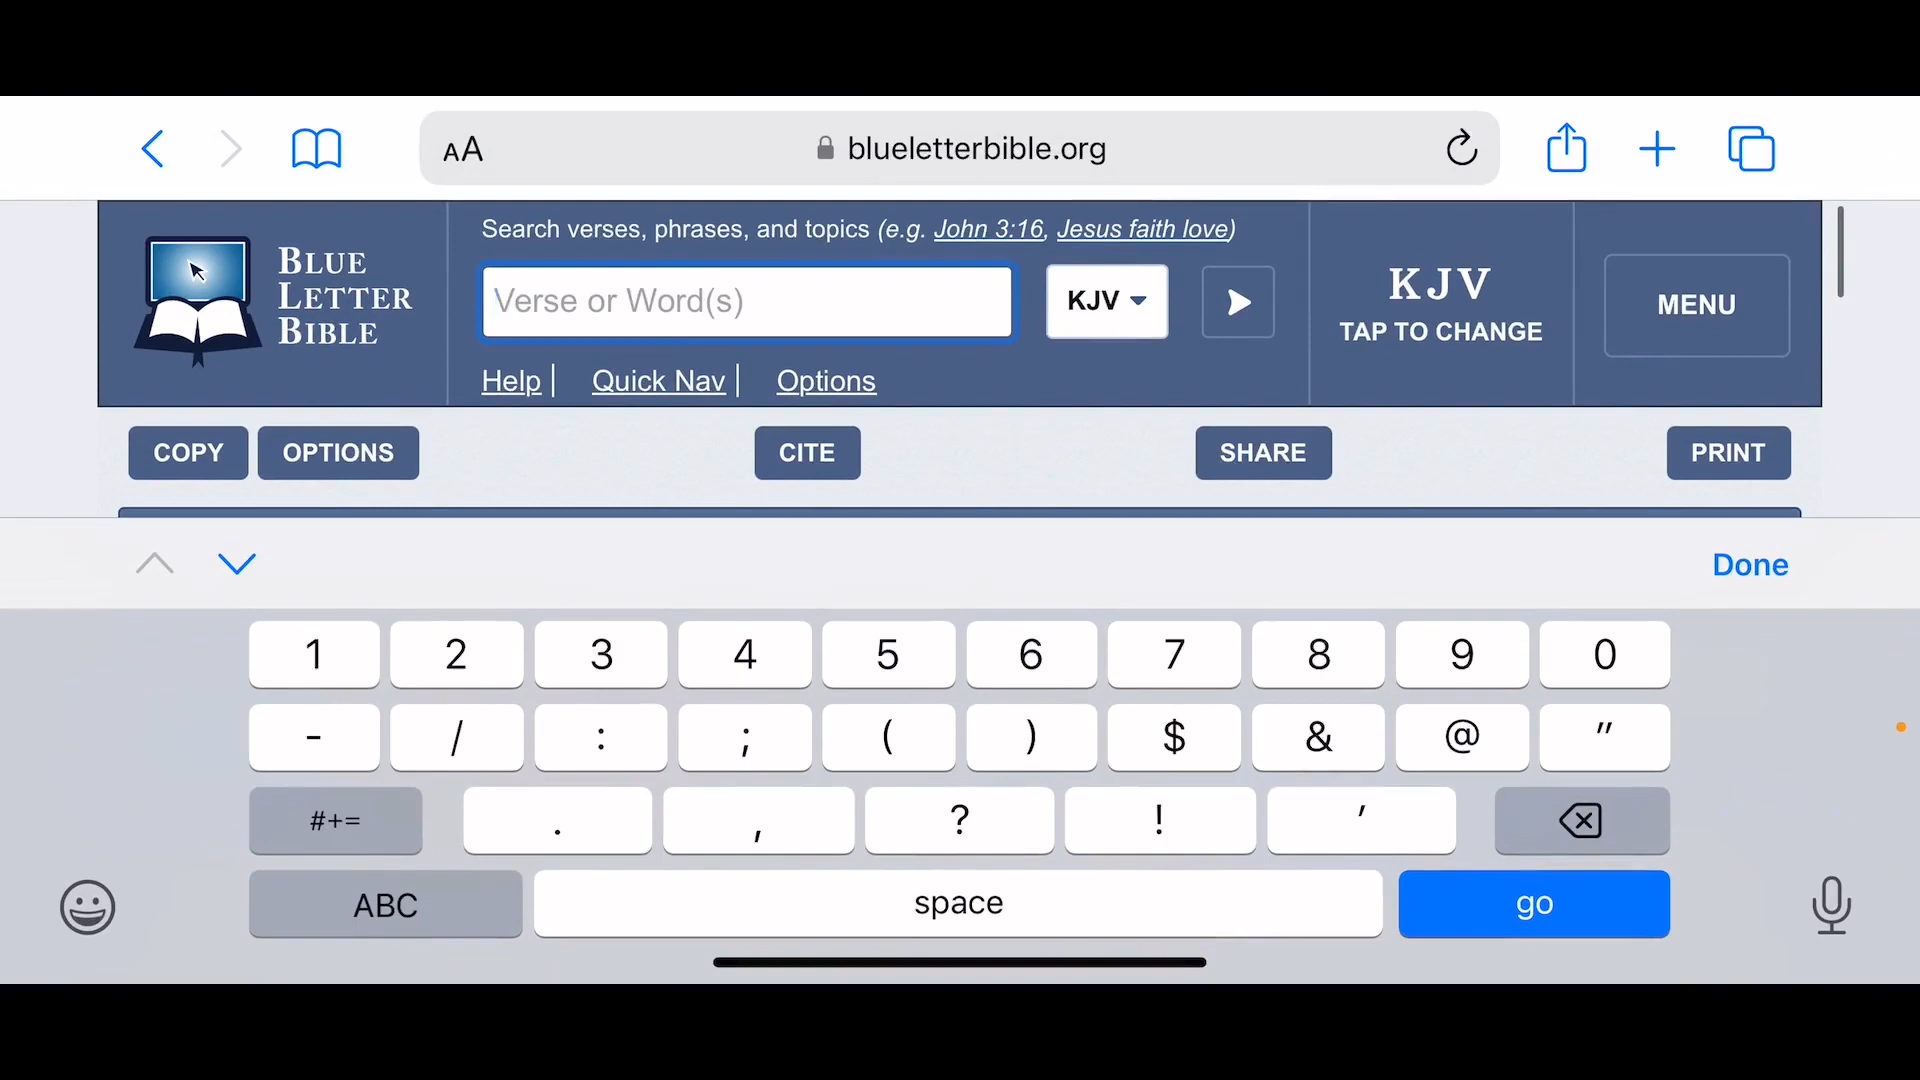 AA blueletterbible.org
BLUE
LETTER
BIBLE
Search verses, phrases, and topics (e.g. John 3:16, Jesus faith love)
Verse or Word(s)
KJV
Help | Quick Nav | Options
KJV
TAP TO CHANGE
MENU
COPY OPTIONS CITE SHARE PRINT
Done
1 2 3 4 5 6 7 8 9 0
- / : ; ( ) $ & @ "
#+= . , ? ! '
ABC space go